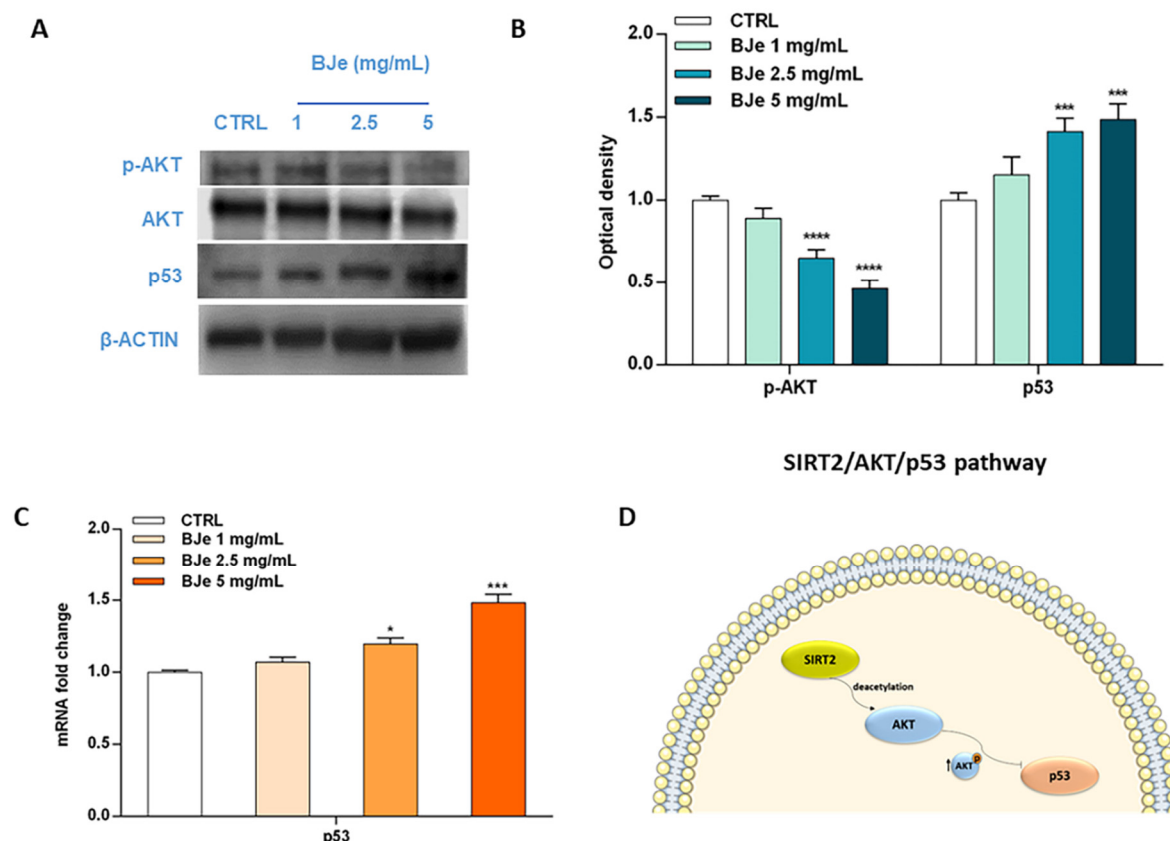 A
BJe (mg/mL)
CTRL 1 2.5 5
p-AKT
AKT
p53
β-ACTIN
B
CTRL
BJe 1 mg/mL
BJe 2.5 mg/mL
BJe 5 mg/mL
Optical density
2.0
1.5
1.0
0.5
0.0
****
****
***
***
p-AKT p53
C
CTRL
BJe 1 mg/mL
BJe 2.5 mg/mL
BJe 5 mg/mL
mRNA fold change
2.0
1.5
1.0
0.5
0.0
*
***
p53
SIRT2/AKT/p53 pathway
D
SIRT2
deacetylation
AKT
AKT P
p53